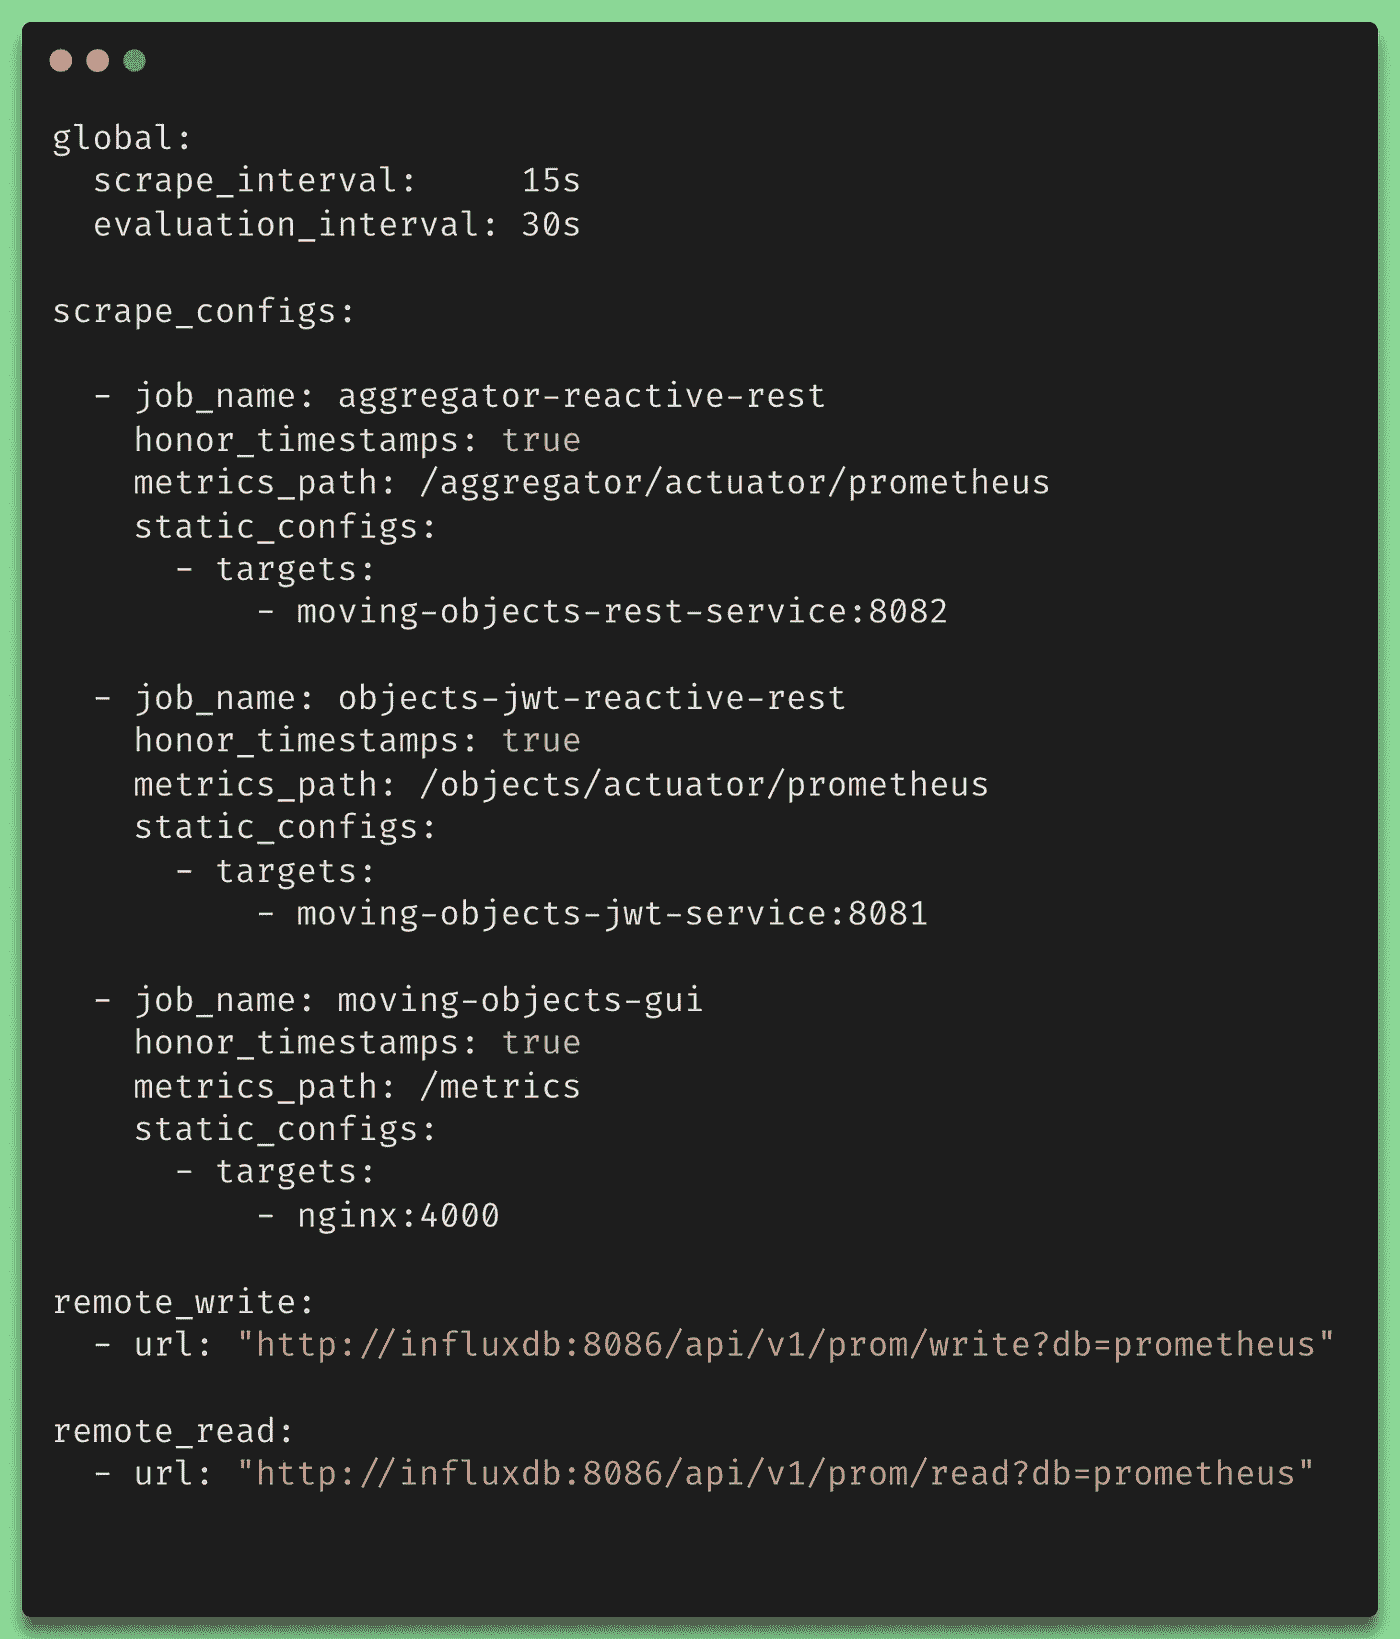 global:
  scrape_interval:     15s
  evaluation_interval: 30s

scrape_configs:

  - job_name: aggregator-reactive-rest
    honor_timestamps: true
    metrics_path: /aggregator/actuator/prometheus
    static_configs:
      - targets:
          - moving-objects-rest-service:8082

  - job_name: objects-jwt-reactive-rest
    honor_timestamps: true
    metrics_path: /objects/actuator/prometheus
    static_configs:
      - targets:
          - moving-objects-jwt-service:8081

  - job_name: moving-objects-gui
    honor_timestamps: true
    metrics_path: /metrics
    static_configs:
      - targets:
          - nginx:4000

remote_write:
  - url: "http://influxdb:8086/api/v1/prom/write?db=prometheus"

remote_read:
  - url: "http://influxdb:8086/api/v1/prom/read?db=prometheus"